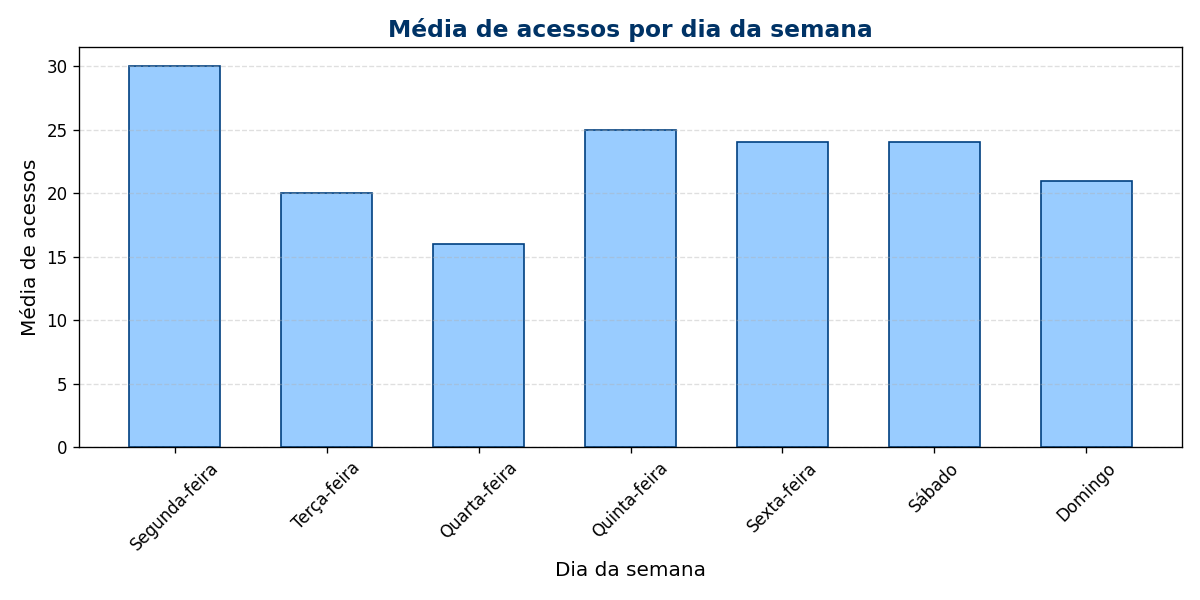 Média de acessos por dia da semana
Média de acessos
30
25
20
15
10
5
0
Segunda-feira
Terça-feira
Quarta-feira
Quinta-feira
Sexta-feira
Sábado
Domingo
Dia da semana